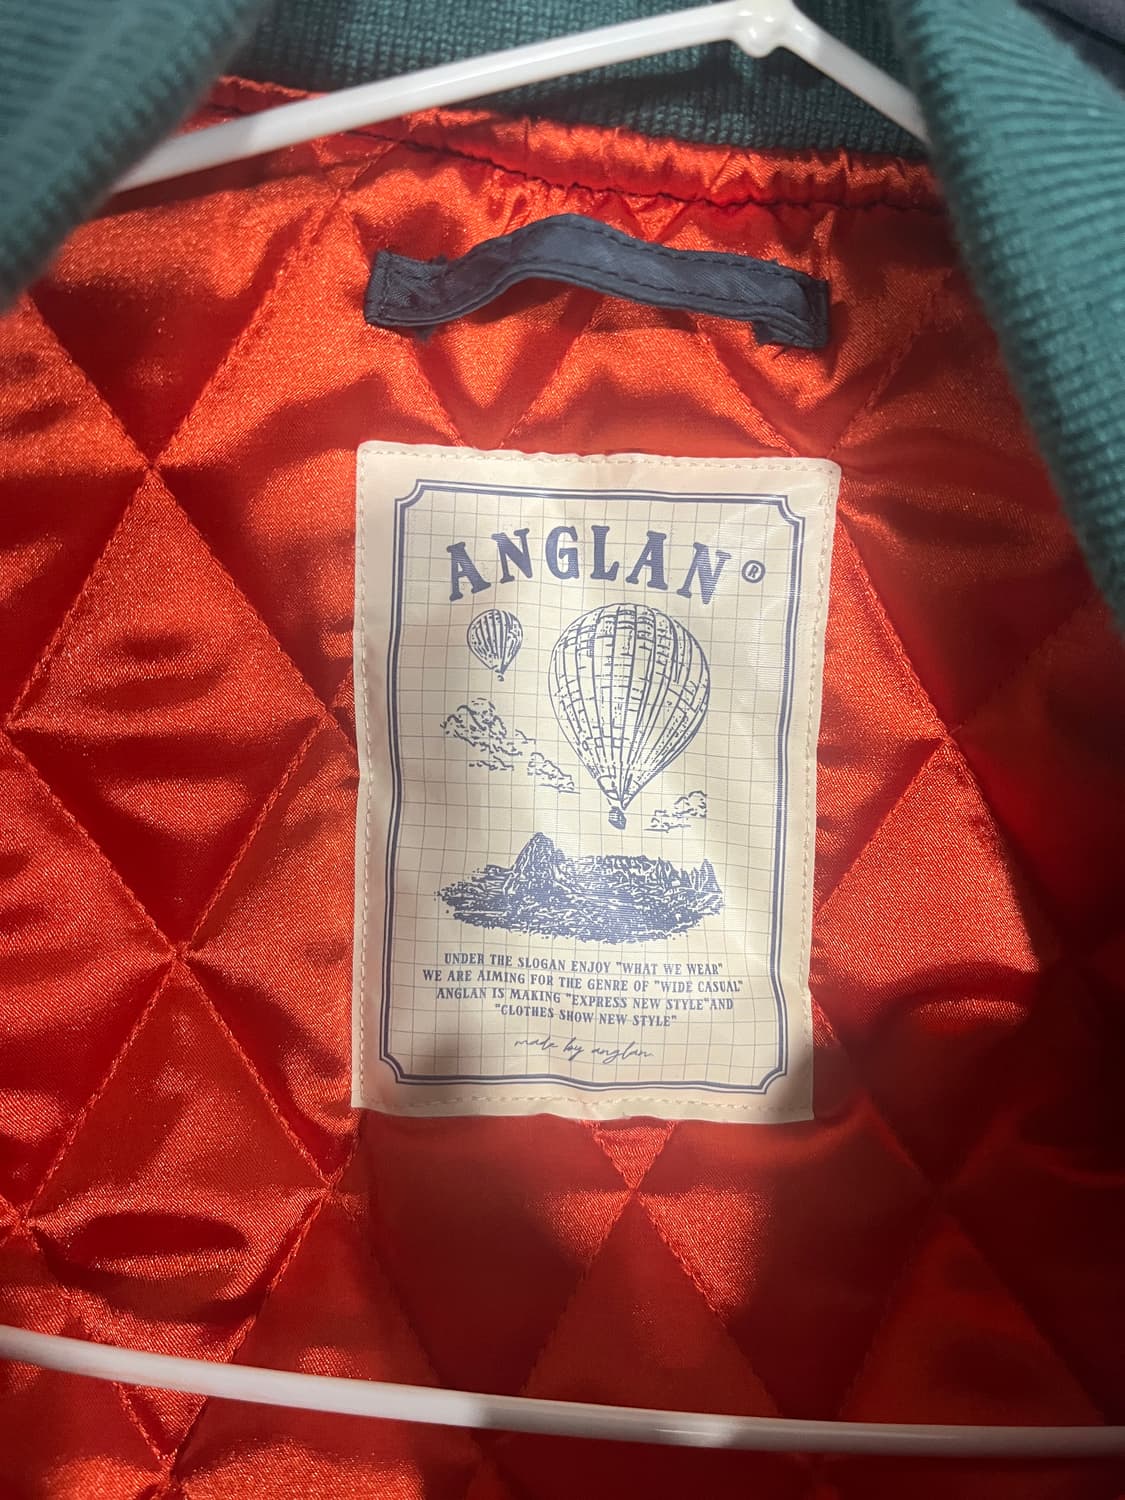 ANGLAN®
UNDER THE SLOGAN ENJOY "WHAT WE WEAR"
WE ARE AIMING FOR THE GENRE OF "WIDE CASUAL"
ANGLAN IS MAKING "EXPRESS NEW STYLE"AND
"CLOTHES SHOW NEW STYLE"
made by anglan.